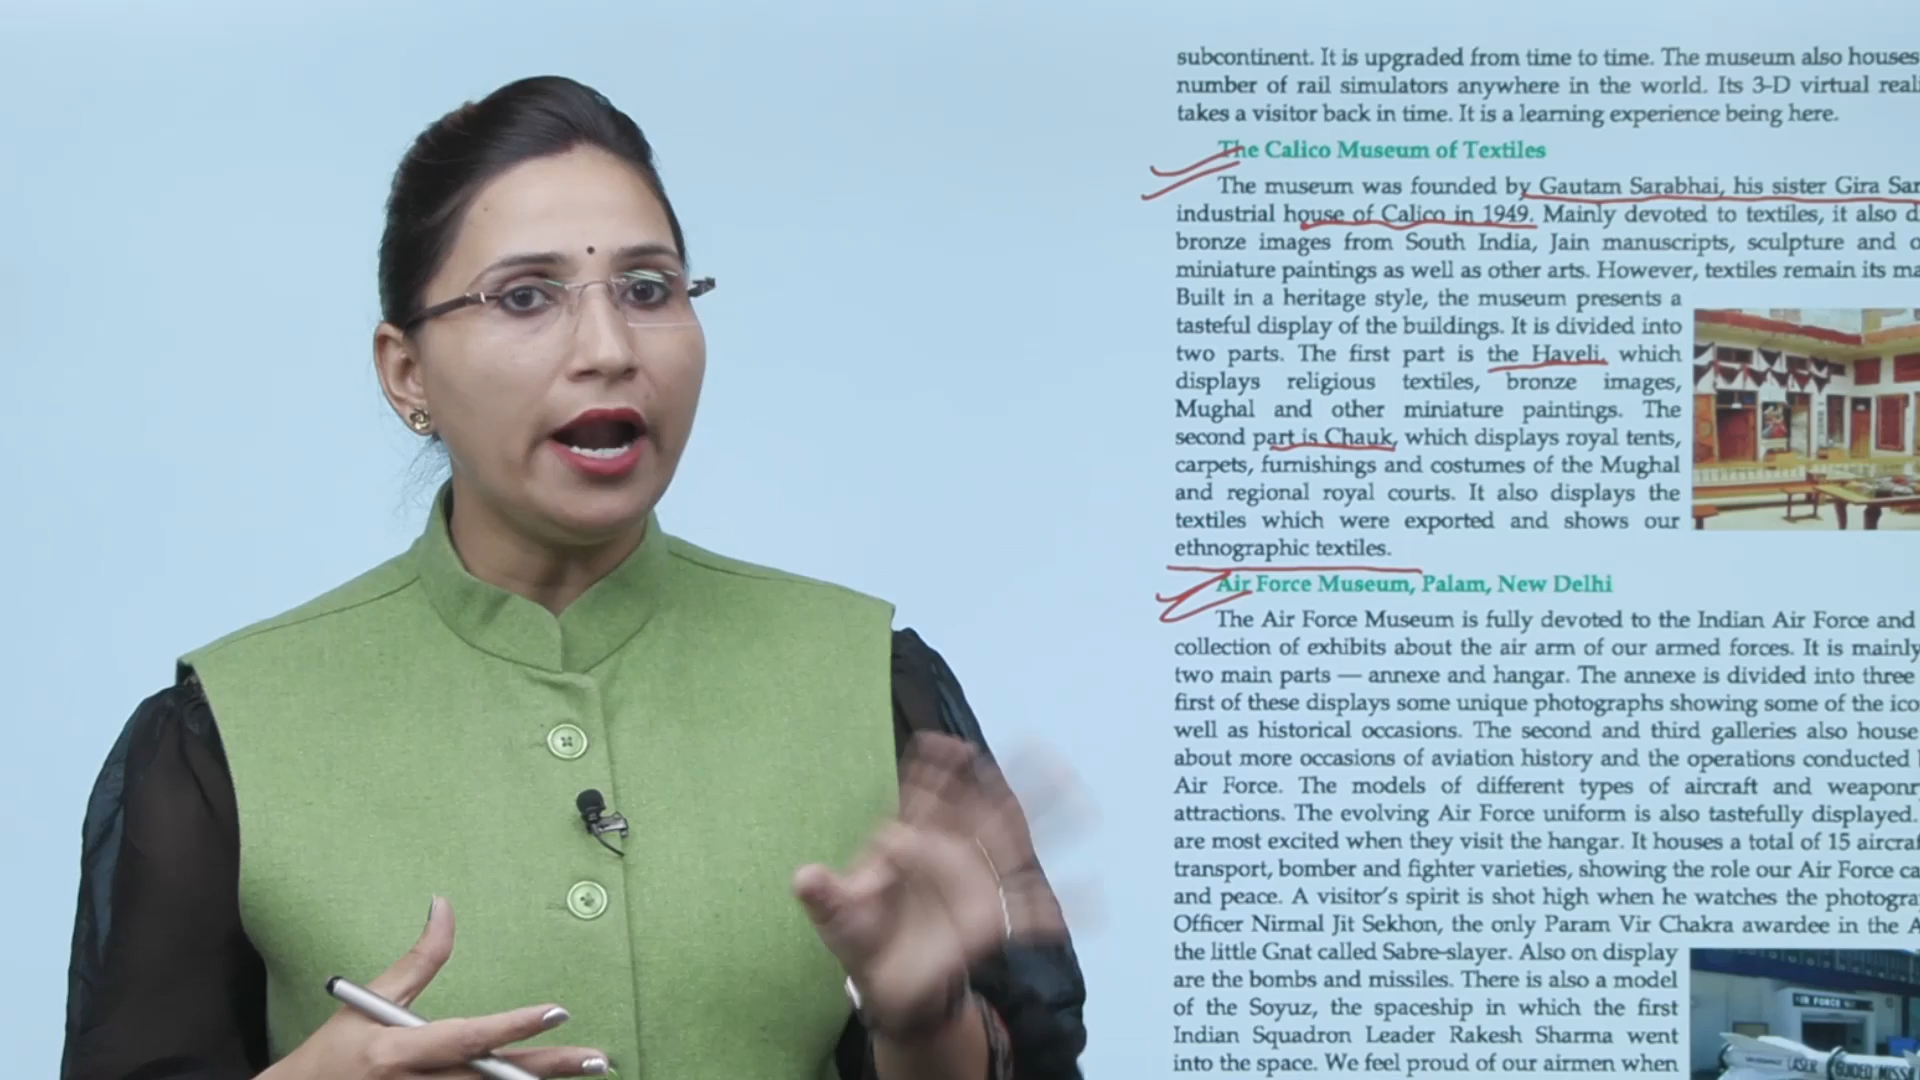 subcontinent. It is upgraded from time to time. The museum also houses
number of rail simulators anywhere in the world. Its 3-D virtual
takes a visitor back in time. It is a learning experience being here.
The Calico Museum of Textiles
The museum was founded by Gautam Sarabhai, his sister Gira
industrial house of Calico in 1949. Mainly devoted to textiles, it also
bronze images from South India, Jain manuscripts, sculpture and
miniature paintings as well as other arts. However, textiles remain its
Built in a heritage style, the museum presents a
tasteful display of the buildings. It is divided into
two parts. The first part is the Haveli, which
displays religious textiles, bronze images,
Mughal and other miniature paintings. The
second part is Chauk, which displays royal tents,
carpets, furnishings and costumes of the Mughal
and regional royal courts. It also displays the
textiles which were exported and shows our
ethnographic textiles.
Air Force Museum, Palam, New Delhi
The Air Force Museum is fully devoted to the Indian Air Force and
collection of exhibits about the air arm of our armed forces. It is mainly
two main parts — annexe and hangar. The annexe is divided into three
first of these displays some unique photographs showing some of the
well as historical occasions. The second and third galleries also house
about more occasions of aviation history and the operations conducted
Air Force. The models of different types of aircraft and
attractions. The evolving Air Force uniform is also tastefully displayed.
are most excited when they visit the hangar. It houses a total of 15
transport, bomber and fighter varieties, showing the role our Air Force
and peace. A visitor's spirit is shot high when he watches the
Officer Nirmal Jit Sekhon, the only Param Vir Chakra awardee in the
the little Gnat called Sabre-slayer. Also on display
are the bombs and missiles. There is also a model
of the Soyuz, the spaceship in which the first
Indian Squadron Leader Rakesh Sharma went
into the space. We feel proud of our airmen when